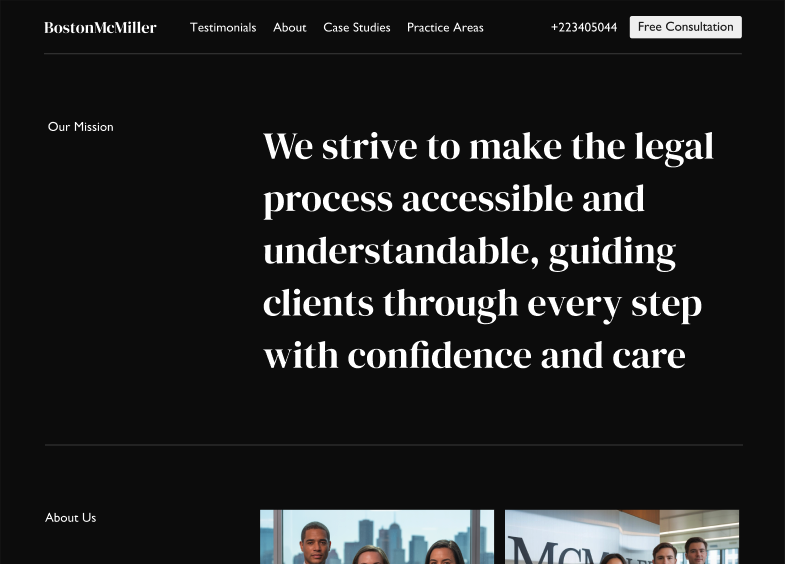 BostonMcMiller
Testimonials About Case Studies Practice Areas
+223405044
Free Consultation
Our Mission
We strive to make the legal
process accessible and
understandable, guiding
clients through every step
with confidence and care
About Us